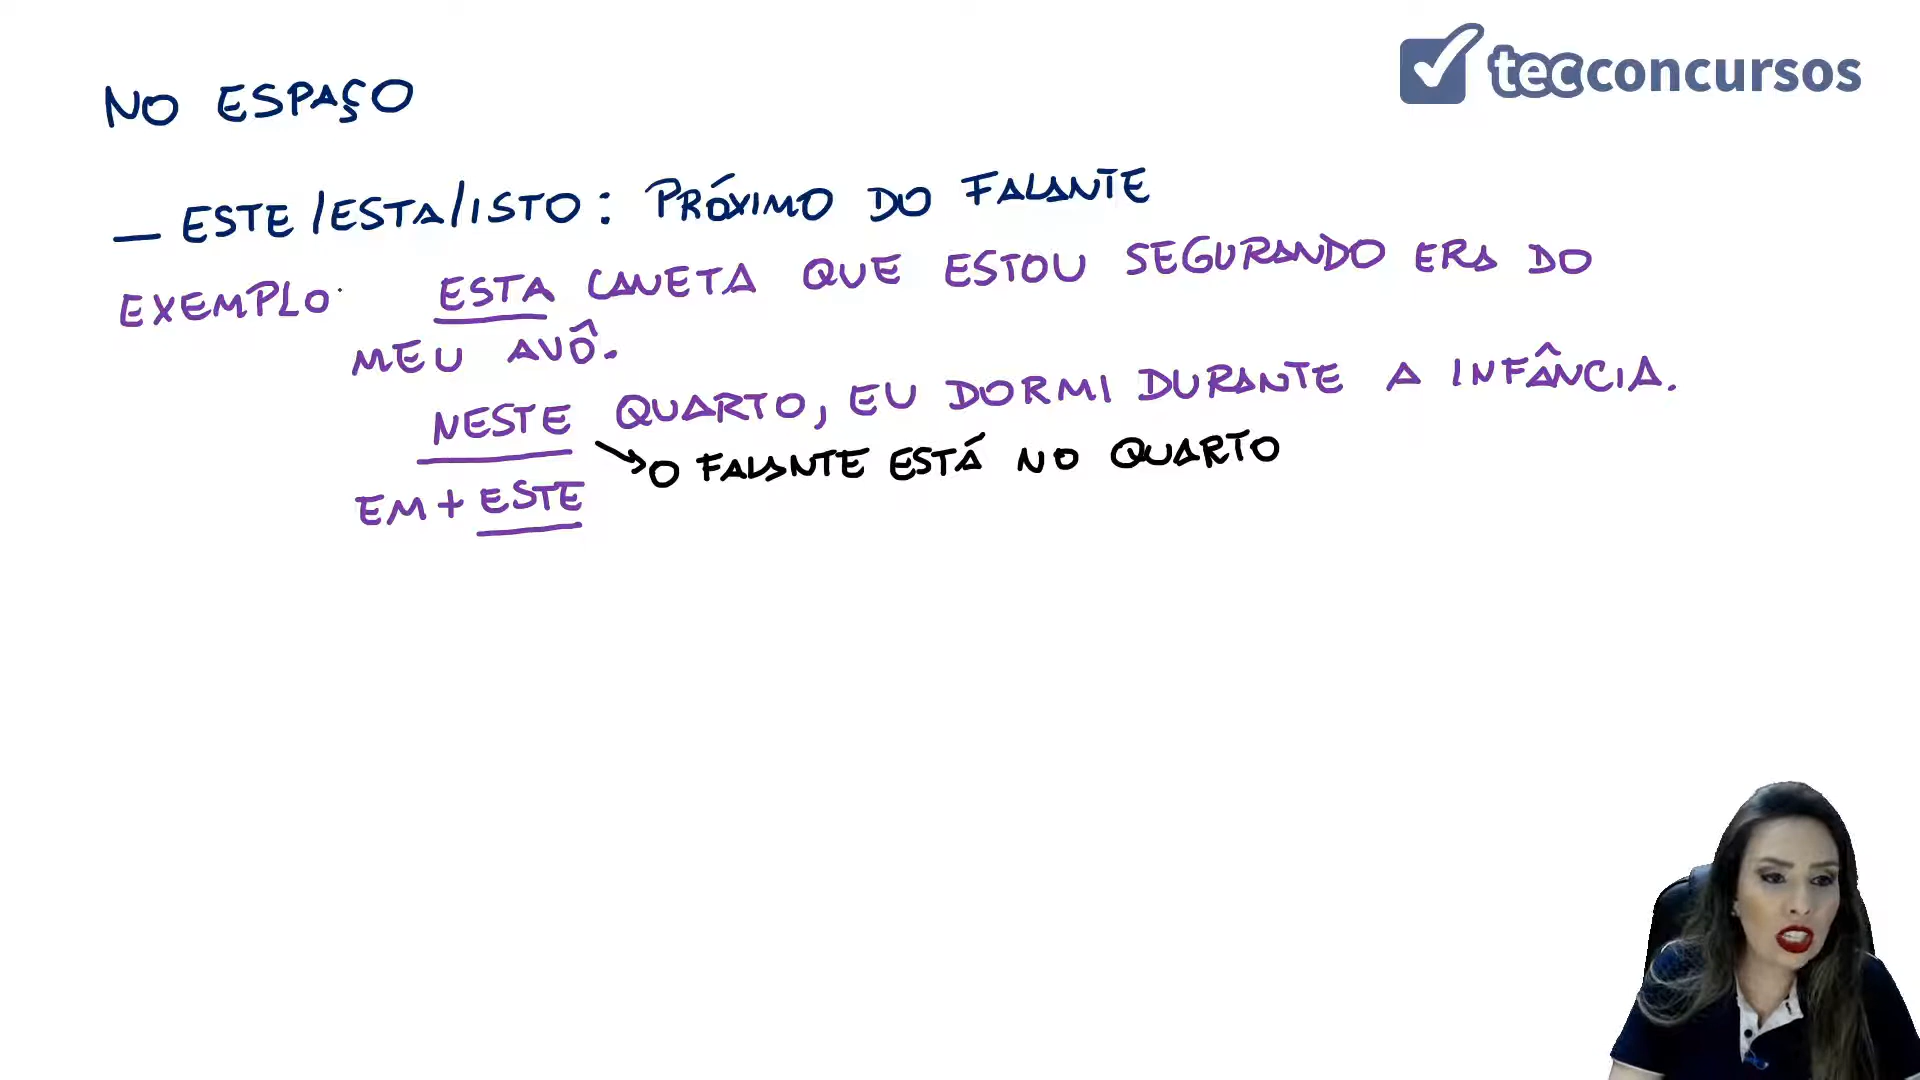 tecconcursos
NO ESPAÇO
— ESTE/ESTA/ISTO: PRÓXIMO DO FALANTE
EXEMPLO: ESTA CANETA QUE ESTOU SEGURANDO ERA DO
MEU AVÔ.
NESTE QUARTO, EU DORMI DURANTE A INFÂNCIA.
O FALANTE ESTÁ NO QUARTO
EM + ESTE